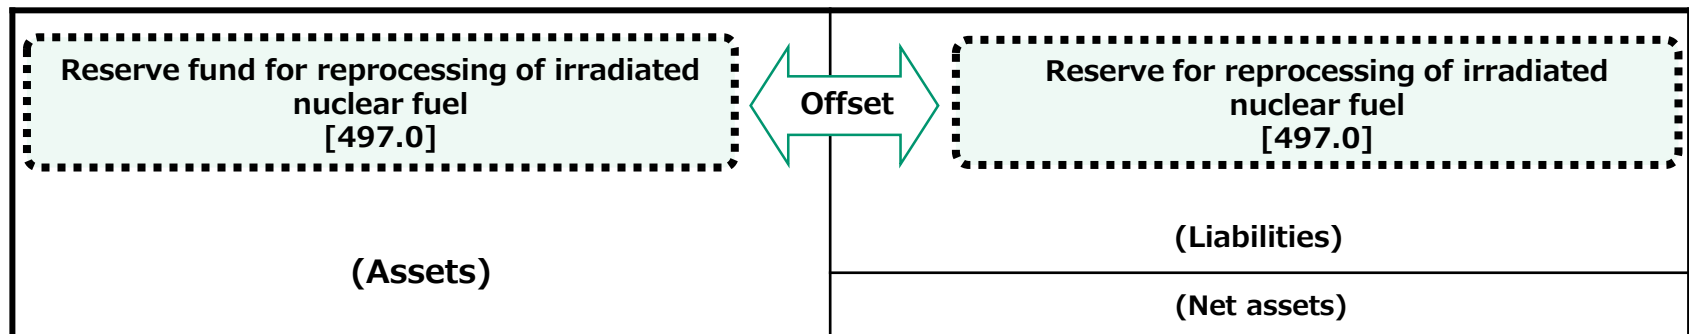 Reserve fund for reprocessing of irradiated
nuclear fuel
[497.0]
Offset
Reserve for reprocessing of irradiated
nuclear fuel
[497.0]
(Assets)
(Liabilities)
(Net assets)